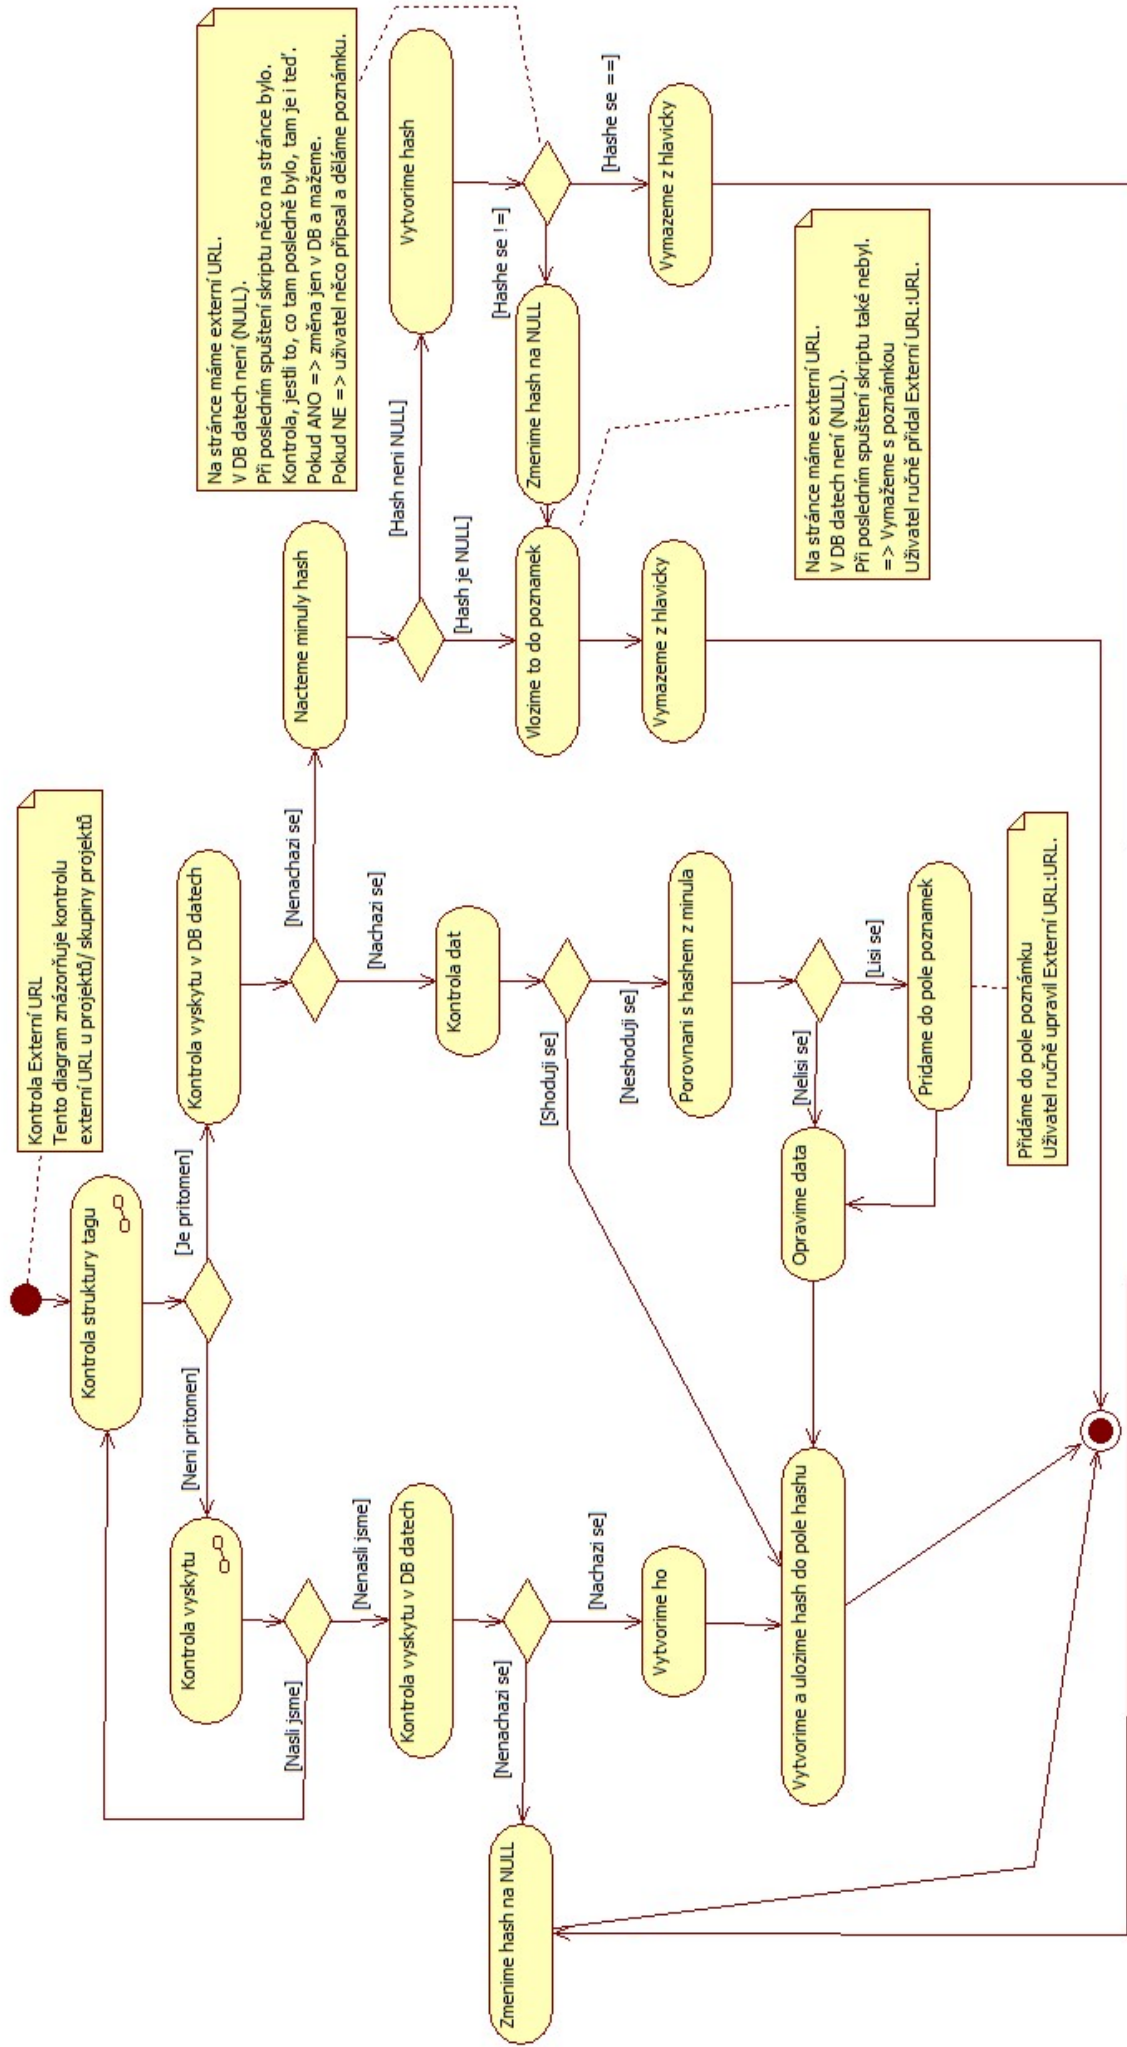 Kontrola Externí URL
Tento diagram znázorňuje kontrolu
externí URL u projektů/ skupiny projektů
Kontrola struktury tagu
[Neni pritomen]
[Je pritomen]
Kontrola vyskytu
Kontrola vyskytu v DB datech
[Nasli jsme]
[Nenasli jsme]
[Nachazi se]
[Nenachazi se]
Nacteme minuly hash
Na stránce máme externí URL.
V DB datech není (NULL).
Při posledním spuštění skriptu něco na stránce bylo.
Kontrola, jestli to, co tam posledně bylo, tam je i teď.
Pokud ANO => změna jen v DB a mažeme.
Pokud NE => uživatel něco připsal a děláme poznámku.
Kontrola vyskytu v DB datech
Kontrola dat
[Hash je NULL]
[Hash není NULL]
Vytvorime hash
[Nenachazi se]
[Nachazi se]
[Shoduji se]
[Neshoduji se]
[Hashe se !=]
[Hashe se ==]
Zmenime hash na NULL
Vlozime to do poznamek
Zmenime hash na NULL
Vytvorime ho
Porovnani s hashem z minula
Vymazeme z hlavicky
Vymazeme z hlavicky
[Nelisi se]
[Lisi se]
Vytvorime a ulozime hash do pole hashu
Opravime data
Pridame do pole poznamek
Na stránce máme externí URL.
V DB datech není (NULL).
Při posledním spuštění skriptu také nebyl.
=> Vymažeme s poznámkou
Uživatel ručně přidal Externí URL:URL.
Přidáme do pole poznámku
Uživatel ručně upravil Externí URL:URL.